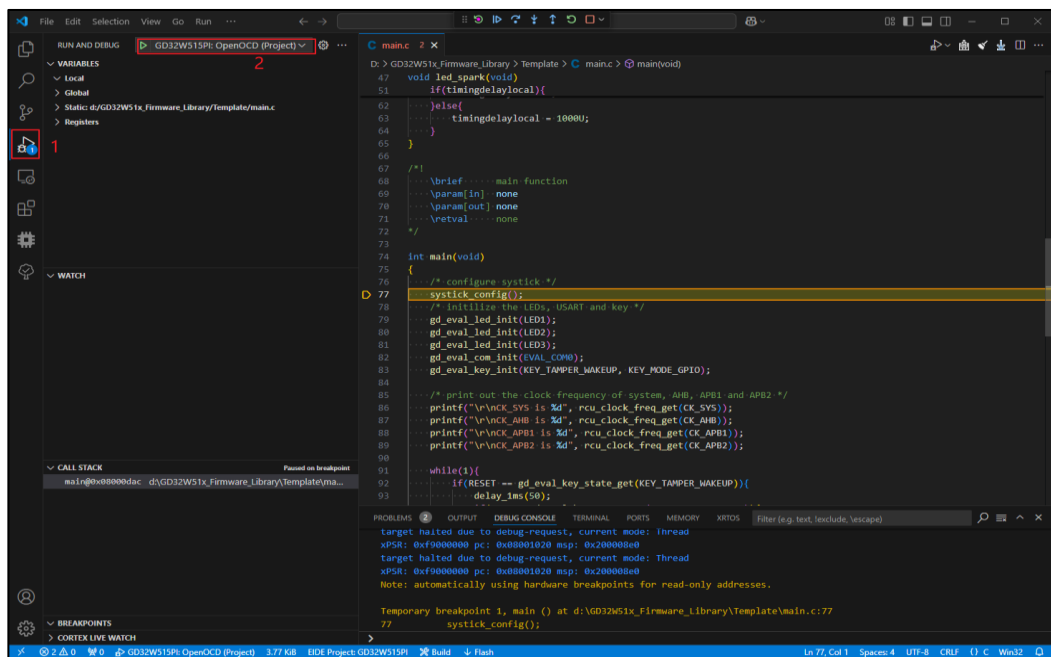 File Edit Selection View Go Run ···
RUN AND DEBUG
GD32W515PI: OpenOCD (Project)
2
1
VARIABLES
Local
Global
Static: d:/GD32W51x_Firmware_Library/Template/main.c
Registers
WATCH
CALL STACK
Paused on breakpoint
main@0x08000dac d:\GD32W51x_Firmware_Library\Template\ma...
BREAKPOINTS
CORTEX LIVE WATCH
C main.c 2 ×
D: > GD32W51x_Firmware_Library > Template > C main.c > main(void)
47 void led_spark(void)
51 if(timingdelaylocal){
62 }else{
63 timingdelaylocal = 1000U;
64 }
65 }
66
67 /*!
68 \brief main function
69 \param[in] none
70 \param[out] none
71 \retval none
72 */
73
74 int main(void)
75 {
76 /* configure systick */
77 systick_config();
78 /* initilize the LEDs, USART and key */
79 gd_eval_led_init(LED1);
80 gd_eval_led_init(LED2);
81 gd_eval_led_init(LED3);
82 gd_eval_com_init(EVAL_COM0);
83 gd_eval_key_init(KEY_TAMPER_WAKEUP, KEY_MODE_GPIO);
84
85 /* print out the clock frequency of system, AHB, APB1 and APB2 */
86 printf("\r\nCK_SYS is %d", rcu_clock_freq_get(CK_SYS));
87 printf("\r\nCK_AHB is %d", rcu_clock_freq_get(CK_AHB));
88 printf("\r\nCK_APB1 is %d", rcu_clock_freq_get(CK_APB1));
89 printf("\r\nCK_APB2 is %d", rcu_clock_freq_get(CK_APB2));
90
91 while(1){
92 if(RESET == gd_eval_key_state_get(KEY_TAMPER_WAKEUP)){
93 delay_1ms(50);
PROBLEMS 2 OUTPUT DEBUG CONSOLE TERMINAL PORTS MEMORY XRTOS Filter (e.g. text, !exclude, \escape)
target halted due to debug-request, current mode: Thread
xPSR: 0xf9000000 pc: 0x08001020 msp: 0x200008e0
target halted due to debug-request, current mode: Thread
xPSR: 0xf9000000 pc: 0x08001020 msp: 0x200008e0
Note: automatically using hardware breakpoints for read-only addresses.
Temporary breakpoint 1, main () at d:\GD32W51x_Firmware_Library\Template\main.c:77
77 systick_config();
2 0 0 GD32W515PI: OpenOCD (Project) 3.77 KiB EIDE Project: GD32W515PI Build Flash Ln 77, Col 1 Spaces: 4 UTF-8 CRLF {} C Win32